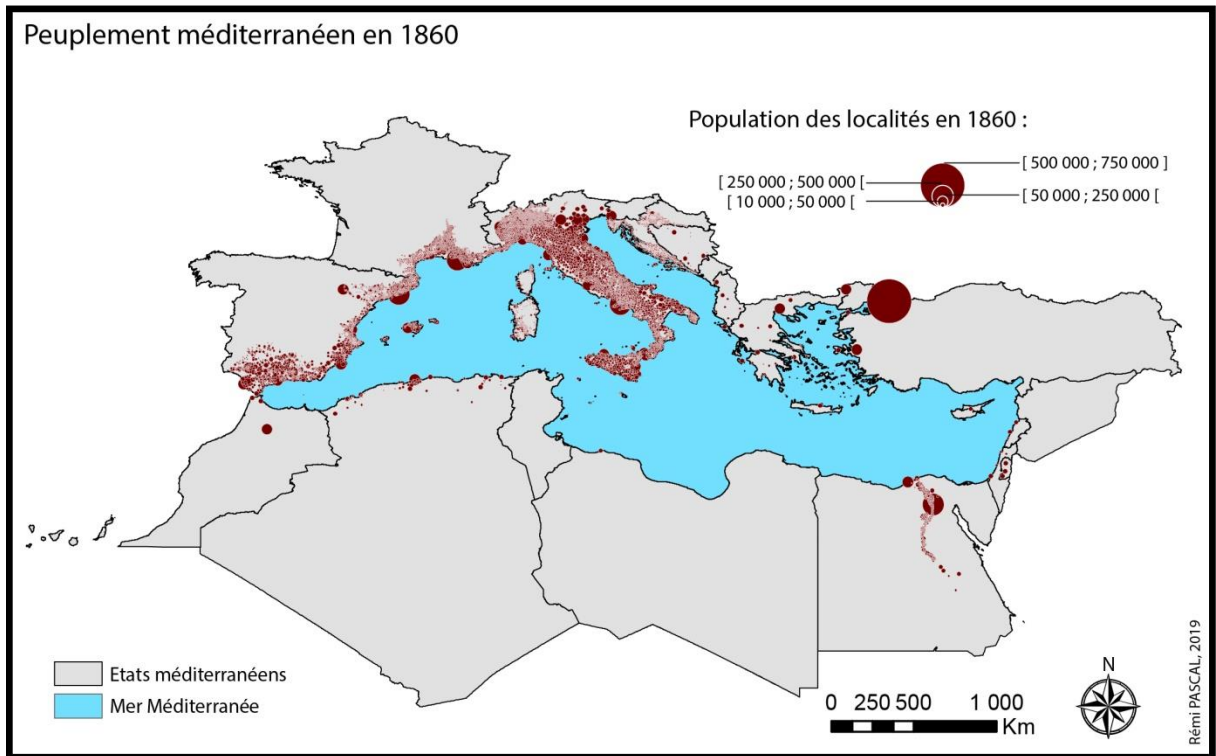 Peuplement méditerranéen en 1860
Population des localités en 1860 :
[ 500 000 ; 750 000 ]
[ 250 000 ; 500 000 [
[ 50 000 ; 250 000 [
[ 10 000 ; 50 000 [
Etats méditerranéens
Mer Méditerranée
0 250 500 1 000
Km
N
Rémi PASCAL, 2019